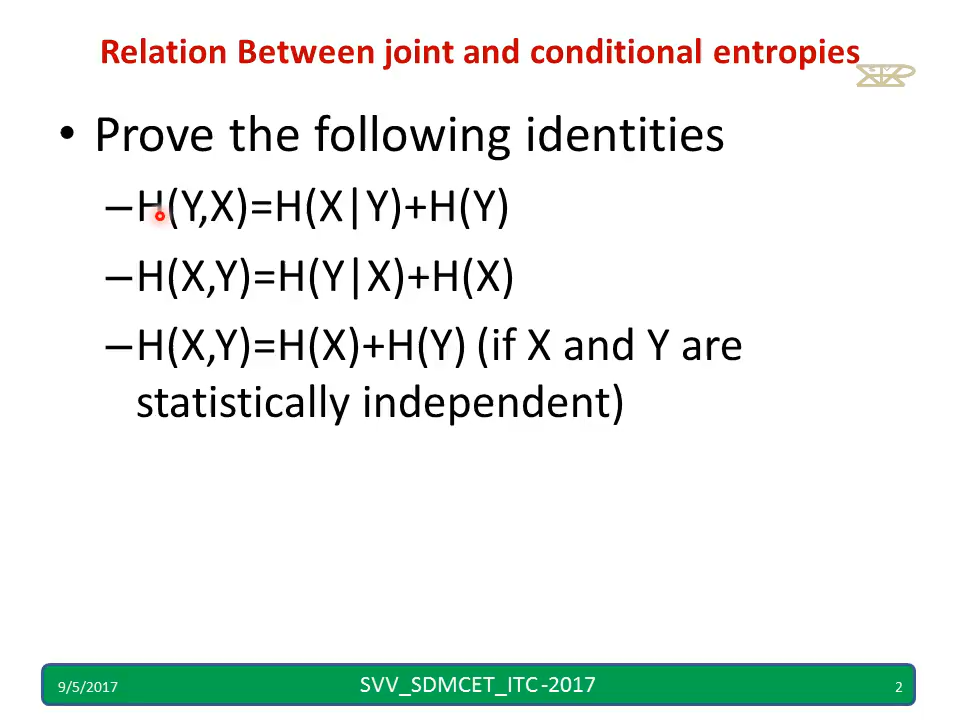 Relation Between joint and conditional entropies
• Prove the following identities
–H(Y,X)=H(X|Y)+H(Y)
–H(X,Y)=H(Y|X)+H(X)
–H(X,Y)=H(X)+H(Y) (if X and Y are
statistically independent)
9/5/2017
SVV_SDMCET_ITC-2017
2